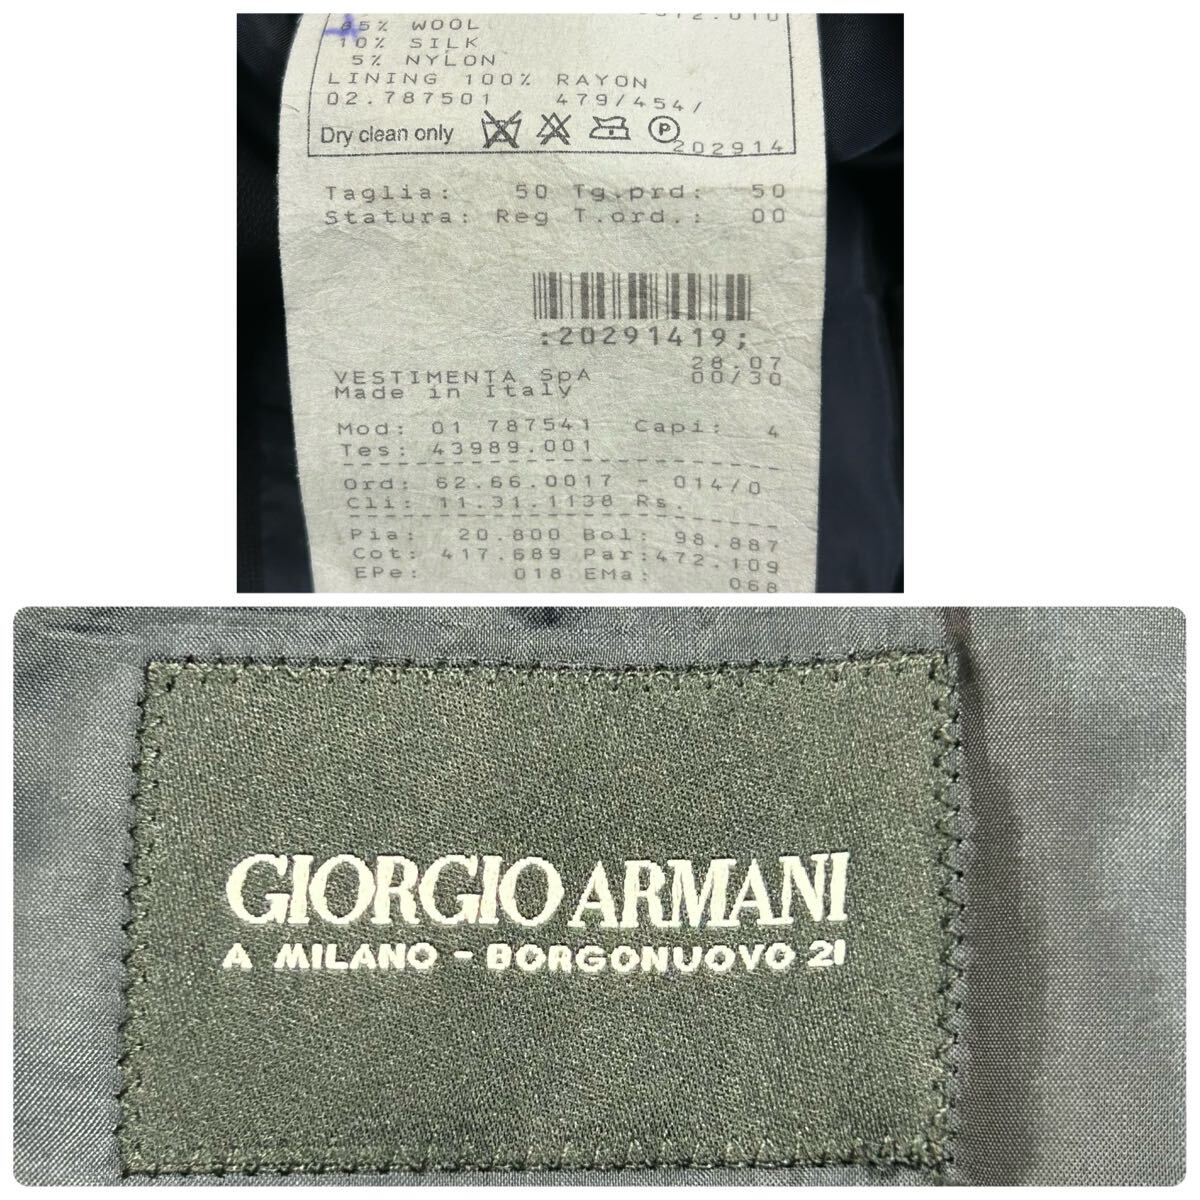 85% WOOL
10% SILK
5% NYLON
LINING 100% RAYON
02.787501 479/454/
Dry clean only P
202914
Taglia: 50 Tg.prd: 50
Statura: Reg T.ord.: 00
:20291419;
28.07
VESTIMENTA SpA 00/30
Made in Italy
Mod: 01 787541 Capi: 4
Tes: 43989.001
Ord: 62.66.0017 - 014/0
Cli: 11.31.1138 Rs.
Pia: 20.800 Bol: 98.887
Cot: 417.689 Par:472.109
EPe: 018 EMa: 068
GIORGIO ARMANI
A MILANO - BORGONUOVO 21